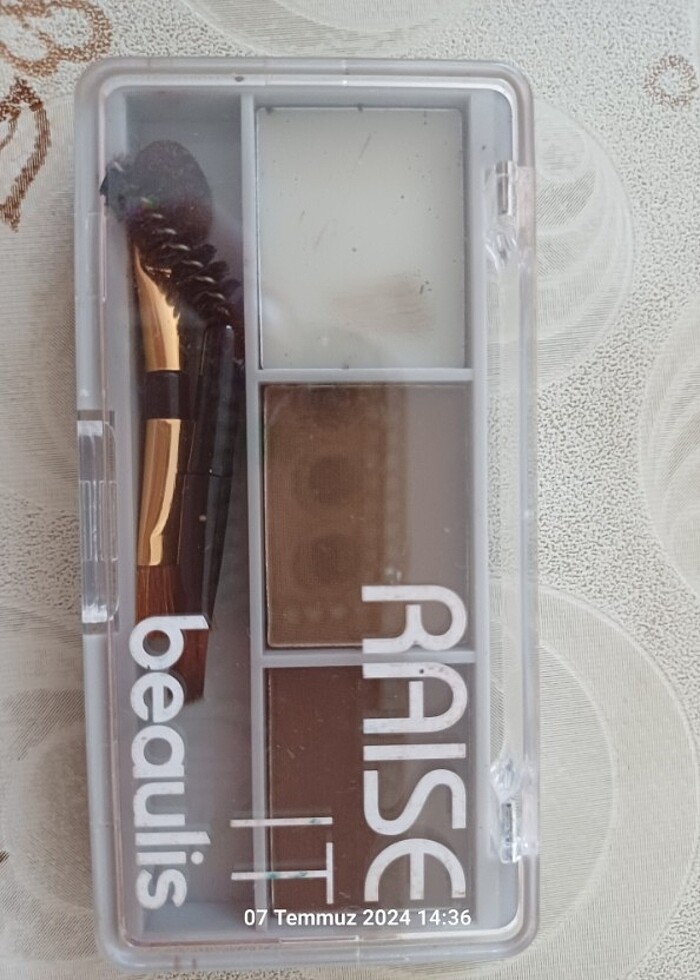 RAISE
IT
beaulis
07 Temmuz 2024 14:36